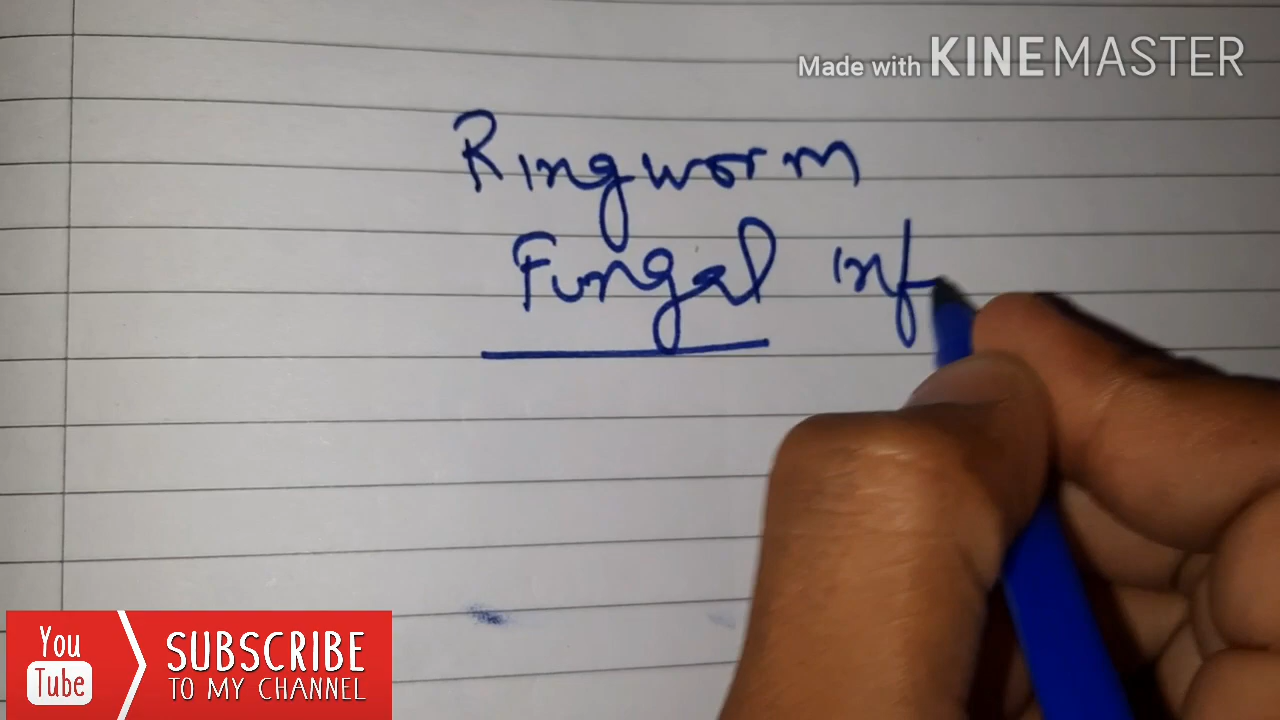 Made with KINEMASTER
Ringworm
Fungal inf
You
Tube
SUBSCRIBE
TO MY CHANNEL